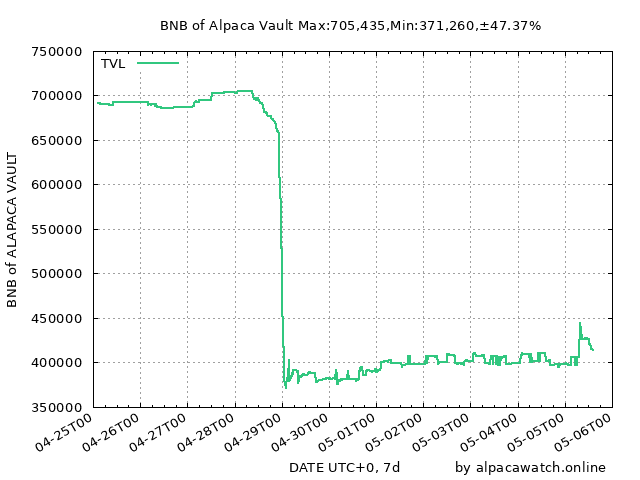 BNB of Alpaca Vault Max:705,435,Min:371,260,±47.37%
750000
TVL
700000
650000
600000
550000
500000
450000
400000
350000
BNB of ALAPACA VAULT
04-25T00
04-26T00
04-27T00
04-28T00
04-29T00
04-30T00
05-01T00
05-02T00
05-03T00
05-04T00
05-05T00
05-06T00
DATE UTC+0, 7d
by alpacawatch.online